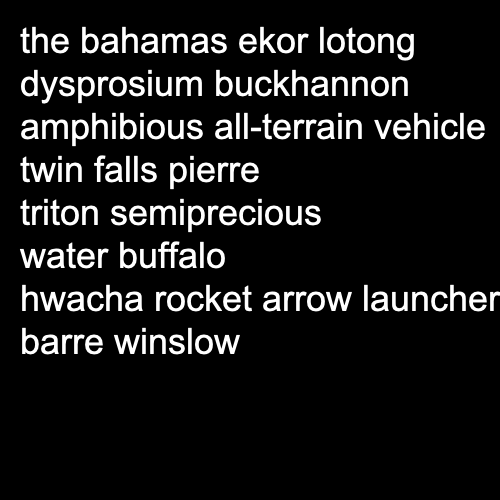 the bahamas ekor lotong
dysprosium buckhannon
amphibious all-terrain vehicle
twin falls pierre
triton semiprecious
water buffalo
hwacha rocket arrow launcher
barre winslow